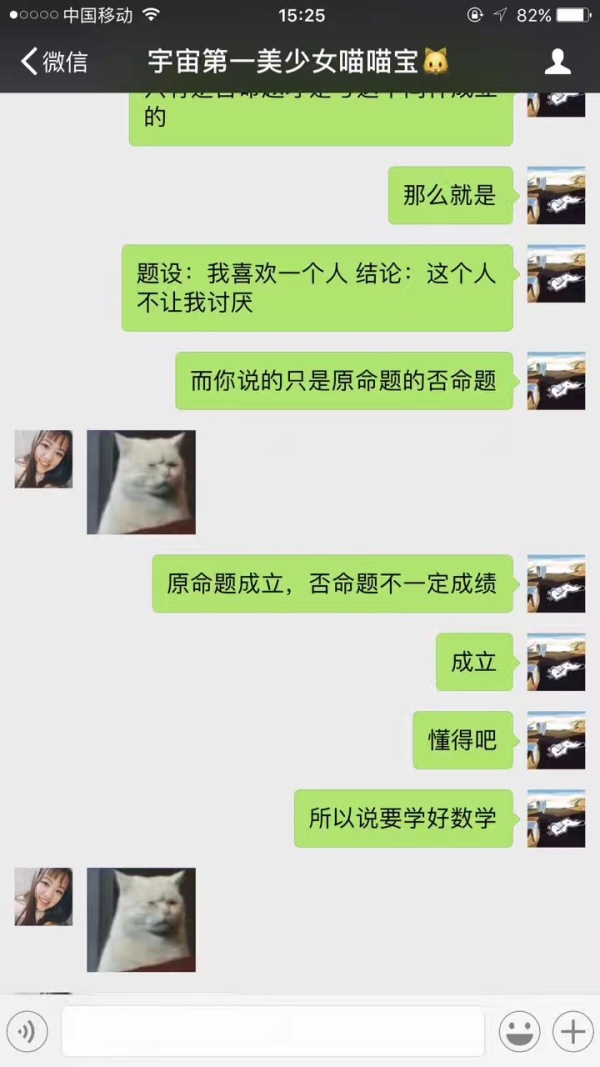 中国移动 15:25 82%
微信 宇宙第一美少女喵喵宝🐱
的
那么就是
题设：我喜欢一个人 结论：这个人
不让我讨厌
而你说的只是原命题的否命题
原命题成立，否命题不一定成绩
成立
懂得吧
所以说要学好数学